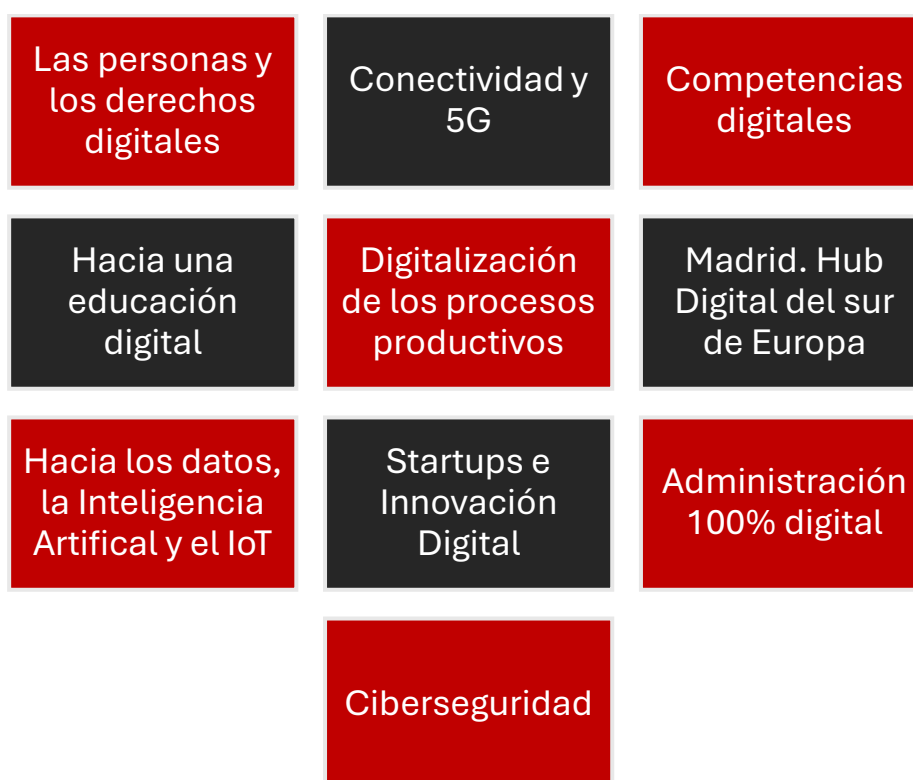 Las personas y
los derechos
digitales
Conectividad y
5G
Competencias
digitales
Hacia una
educación
digital
Digitalización
de los procesos
productivos
Madrid. Hub
Digital del sur
de Europa
Hacia los datos,
la Inteligencia
Artifical y el IoT
Startups e
Innovación
Digital
Administración
100% digital
Ciberseguridad